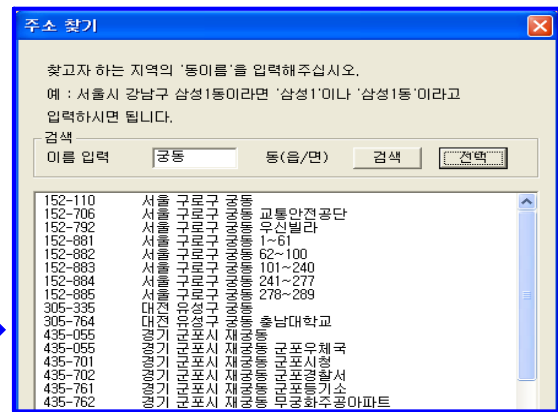 주소 찾기
찾고자 하는 지역의 '동이름'을 입력해주십시오.
예 : 서울시 강남구 삼성1동이라면 '삼성1'이나 '삼성1동'이라고
입력하시면 됩니다.
검색
이름 입력 궁동 동(읍/면) 검색 선택
152-110 서울 구로구 궁동
152-706 서울 구로구 궁동 교통안전공단
152-792 서울 구로구 궁동 우신빌라
152-881 서울 구로구 궁동 1~61
152-882 서울 구로구 궁동 62~100
152-883 서울 구로구 궁동 101~240
152-884 서울 구로구 궁동 241~277
152-885 서울 구로구 궁동 278~289
305-335 대전 유성구 궁동
305-764 대전 유성구 궁동 충남대학교
435-055 경기 군포시 재궁동
435-055 경기 군포시 재궁동 군포우체국
435-701 경기 군포시 재궁동 군포시청
435-702 경기 군포시 재궁동 군포경찰서
435-761 경기 군포시 재궁동 군포등기소
435-762 경기 군포시 재궁동 무궁화주공아파트